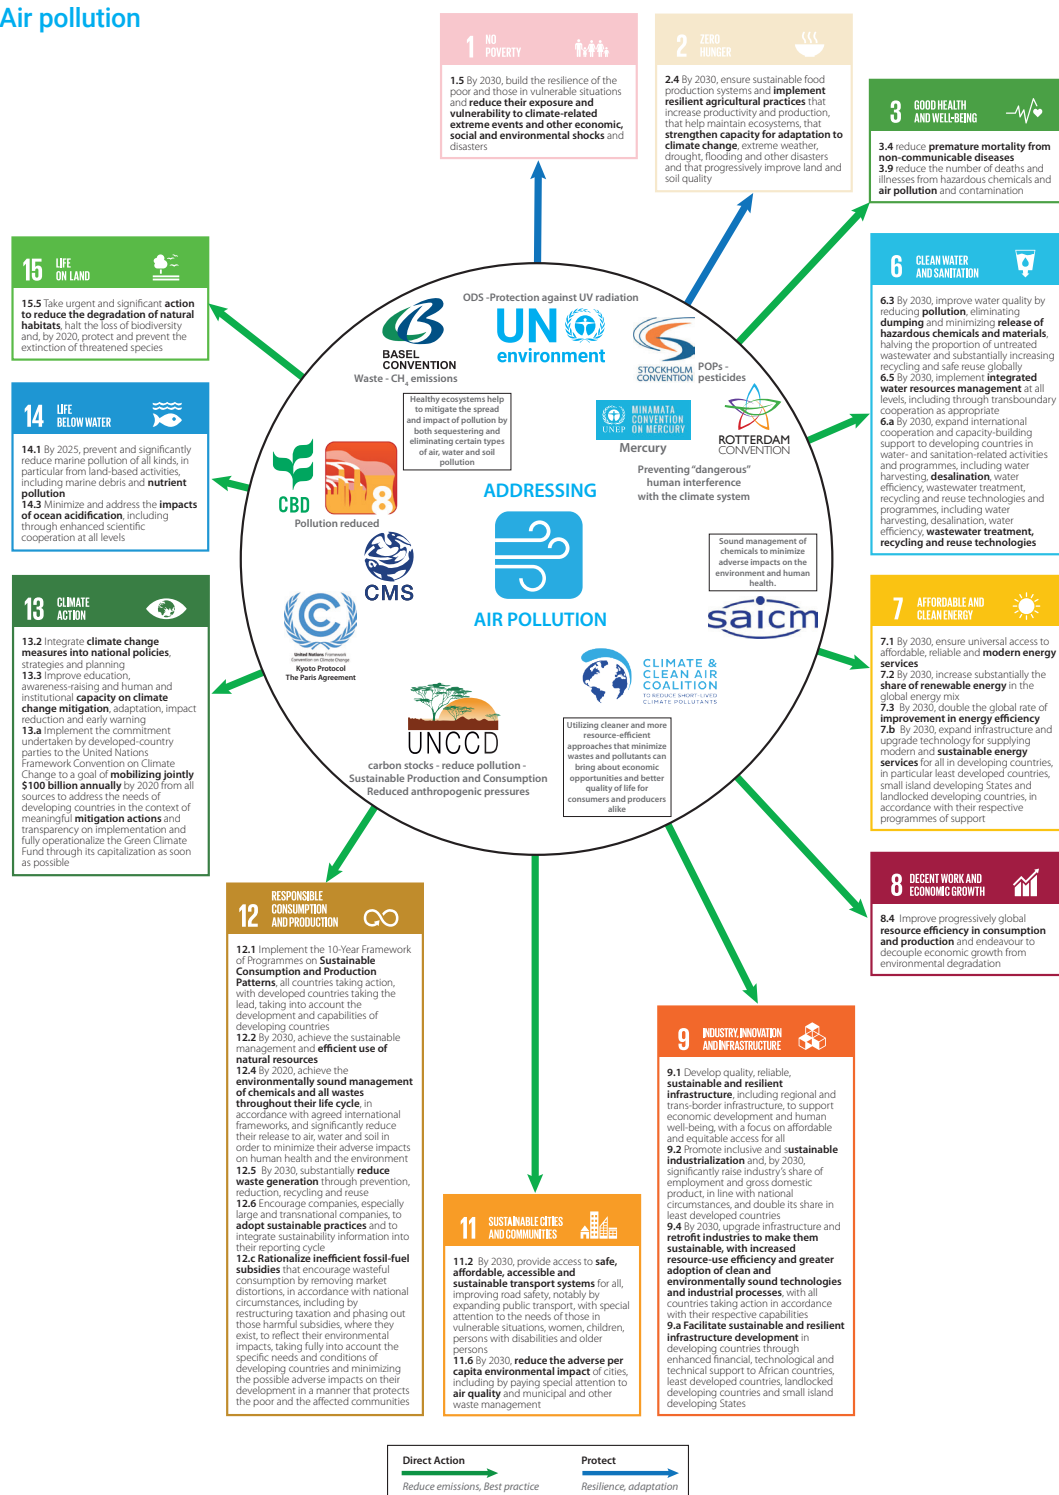 Air pollution
1 NO
POVERTY
1.5 By 2030, build the resilience of the
poor and those in vulnerable situations
and reduce their exposure and
vulnerability to climate-related
extreme events and other economic,
social and environmental shocks and
disasters
2 ZERO
HUNGER
2.4 By 2030, ensure sustainable food
production systems and implement
resilient agricultural practices that
increase productivity and production,
that help maintain ecosystems, that
strengthen capacity for adaptation to
climate change, extreme weather,
drought, flooding and other disasters
and that progressively improve land and
soil quality
3 GOOD HEALTH
AND WELL-BEING
3.4 reduce premature mortality from
non-communicable diseases
3.9 reduce the number of deaths and
illnesses from hazardous chemicals and
air pollution and contamination
15 LIFE
ON LAND
15.5 Take urgent and significant action
to reduce the degradation of natural
habitats, halt the loss of biodiversity
and, by 2020, protect and prevent the
extinction of threatened species
6 CLEAN WATER
AND SANITATION
6.3 By 2030, improve water quality by
reducing pollution, eliminating
dumping and minimizing release of
hazardous chemicals and materials,
halving the proportion of untreated
wastewater and substantially increasing
recycling and safe reuse globally
6.5 By 2030, implement integrated
water resources management at all
levels, including through transboundary
cooperation as appropriate
6.a By 2030, expand international
cooperation and capacity-building
support to developing countries in
water- and sanitation-related activities
and programmes, including water
harvesting, desalination, water
efficiency, wastewater treatment,
recycling and reuse technologies and
programmes, including water
harvesting, desalination, water
efficiency, wastewater treatment,
recycling and reuse technologies
14 LIFE
BELOW WATER
14.1 By 2025, prevent and significantly
reduce marine pollution of all kinds, in
particular from land-based activities,
including marine debris and nutrient
pollution
14.3 Minimize and address the impacts
of ocean acidification, including
through enhanced scientific
cooperation at all levels
ODS -Protection against UV radiation
UN
environment
BASEL
CONVENTION
Waste - CH4 emissions
STOCKHOLM
CONVENTION
POPs -
pesticides
Healthy ecosystems help
to mitigate the spread
and impact of pollution by
both sequestering and
eliminating certain types
of air, water and soil
pollution
UNEP
MINAMATA
CONVENTION
ON MERCURY
Mercury
ROTTERDAM
CONVENTION
Preventing "dangerous"
human interference
with the climate system
CBD
8
Pollution reduced
ADDRESSING
AIR POLLUTION
CMS
Sound management of
chemicals to minimize
adverse impacts on the
environment and human
health.
saicm
United Nations Framework
Convention on Climate Change
Kyoto Protocol
The Paris Agreement
CLIMATE &
CLEAN AIR
COALITION
TO REDUCE SHORT-LIVED
CLIMATE POLLUTANTS
UNCCD
carbon stocks - reduce pollution -
Sustainable Production and Consumption
Reduced anthropogenic pressures
Utilizing cleaner and more
resource-efficient
approaches that minimize
wastes and pollutants can
bring about economic
opportunities and better
quality of life for
consumers and producers
alike
13 CLIMATE
ACTION
13.2 Integrate climate change
measures into national policies,
strategies and planning
13.3 Improve education,
awareness-raising and human and
institutional capacity on climate
change mitigation, adaptation, impact
reduction and early warning
13.a Implement the commitment
undertaken by developed-country
parties to the United Nations
Framework Convention on Climate
Change to a goal of mobilizing jointly
$100 billion annually by 2020 from all
sources to address the needs of
developing countries in the context of
meaningful mitigation actions and
transparency on implementation and
fully operationalize the Green Climate
Fund through its capitalization as soon
as possible
7 AFFORDABLE AND
CLEAN ENERGY
7.1 By 2030, ensure universal access to
affordable, reliable and modern energy
services
7.2 By 2030, increase substantially the
share of renewable energy in the
global energy mix
7.3 By 2030, double the global rate of
improvement in energy efficiency
7.b By 2030, expand infrastructure and
upgrade technology for supplying
modern and sustainable energy
services for all in developing countries,
in particular least developed countries,
small island developing States and
landlocked developing countries, in
accordance with their respective
programmes of support
8 DECENT WORK AND
ECONOMIC GROWTH
8.4 Improve progressively global
resource efficiency in consumption
and production and endeavour to
decouple economic growth from
environmental degradation
12 RESPONSIBLE
CONSUMPTION
AND PRODUCTION
12.1 Implement the 10-Year Framework
of Programmes on Sustainable
Consumption and Production
Patterns, all countries taking action,
with developed countries taking the
lead, taking into account the
development and capabilities of
developing countries
12.2 By 2030, achieve the sustainable
management and efficient use of
natural resources
12.4 By 2020, achieve the
environmentally sound management
of chemicals and all wastes
throughout their life cycle, in
accordance with agreed international
frameworks, and significantly reduce
their release to air, water and soil in
order to minimize their adverse impacts
on human health and the environment
12.5 By 2030, substantially reduce
waste generation through prevention,
reduction, recycling and reuse
12.6 Encourage companies, especially
large and transnational companies, to
adopt sustainable practices and to
integrate sustainability information into
their reporting cycle
12.c Rationalize inefficient fossil-fuel
subsidies that encourage wasteful
consumption by removing market
distortions, in accordance with national
circumstances, including by
restructuring taxation and phasing out
those harmful subsidies, where they
exist, to reflect their environmental
impacts, taking fully into account the
specific needs and conditions of
developing countries and minimizing
the possible adverse impacts on their
development in a manner that protects
the poor and the affected communities
11 SUSTAINABLE CITIES
AND COMMUNITIES
11.2 By 2030, provide access to safe,
affordable, accessible and
sustainable transport systems for all,
improving road safety, notably by
expanding public transport, with special
attention to the needs of those in
vulnerable situations, women, children,
persons with disabilities and older
persons
11.6 By 2030, reduce the adverse per
capita environmental impact of cities,
including by paying special attention to
air quality and municipal and other
waste management
9 INDUSTRY, INNOVATION
AND INFRASTRUCTURE
9.1 Develop quality, reliable,
sustainable and resilient
infrastructure, including regional and
trans-border infrastructure, to support
economic development and human
well-being, with a focus on affordable
and equitable access for all
9.2 Promote inclusive and sustainable
industrialization and, by 2030,
significantly raise industry's share of
employment and gross domestic
product, in line with national
circumstances, and double its share in
least developed countries
9.4 By 2030, upgrade infrastructure and
retrofit industries to make them
sustainable, with increased
resource-use efficiency and greater
adoption of clean and
environmentally sound technologies
and industrial processes, with all
countries taking action in accordance
with their respective capabilities
9.a Facilitate sustainable and resilient
infrastructure development in
developing countries through
enhanced financial, technological and
technical support to African countries,
least developed countries, landlocked
developing countries and small island
developing States
Direct Action
Reduce emissions, Best practice
Protect
Resilience, adaptation